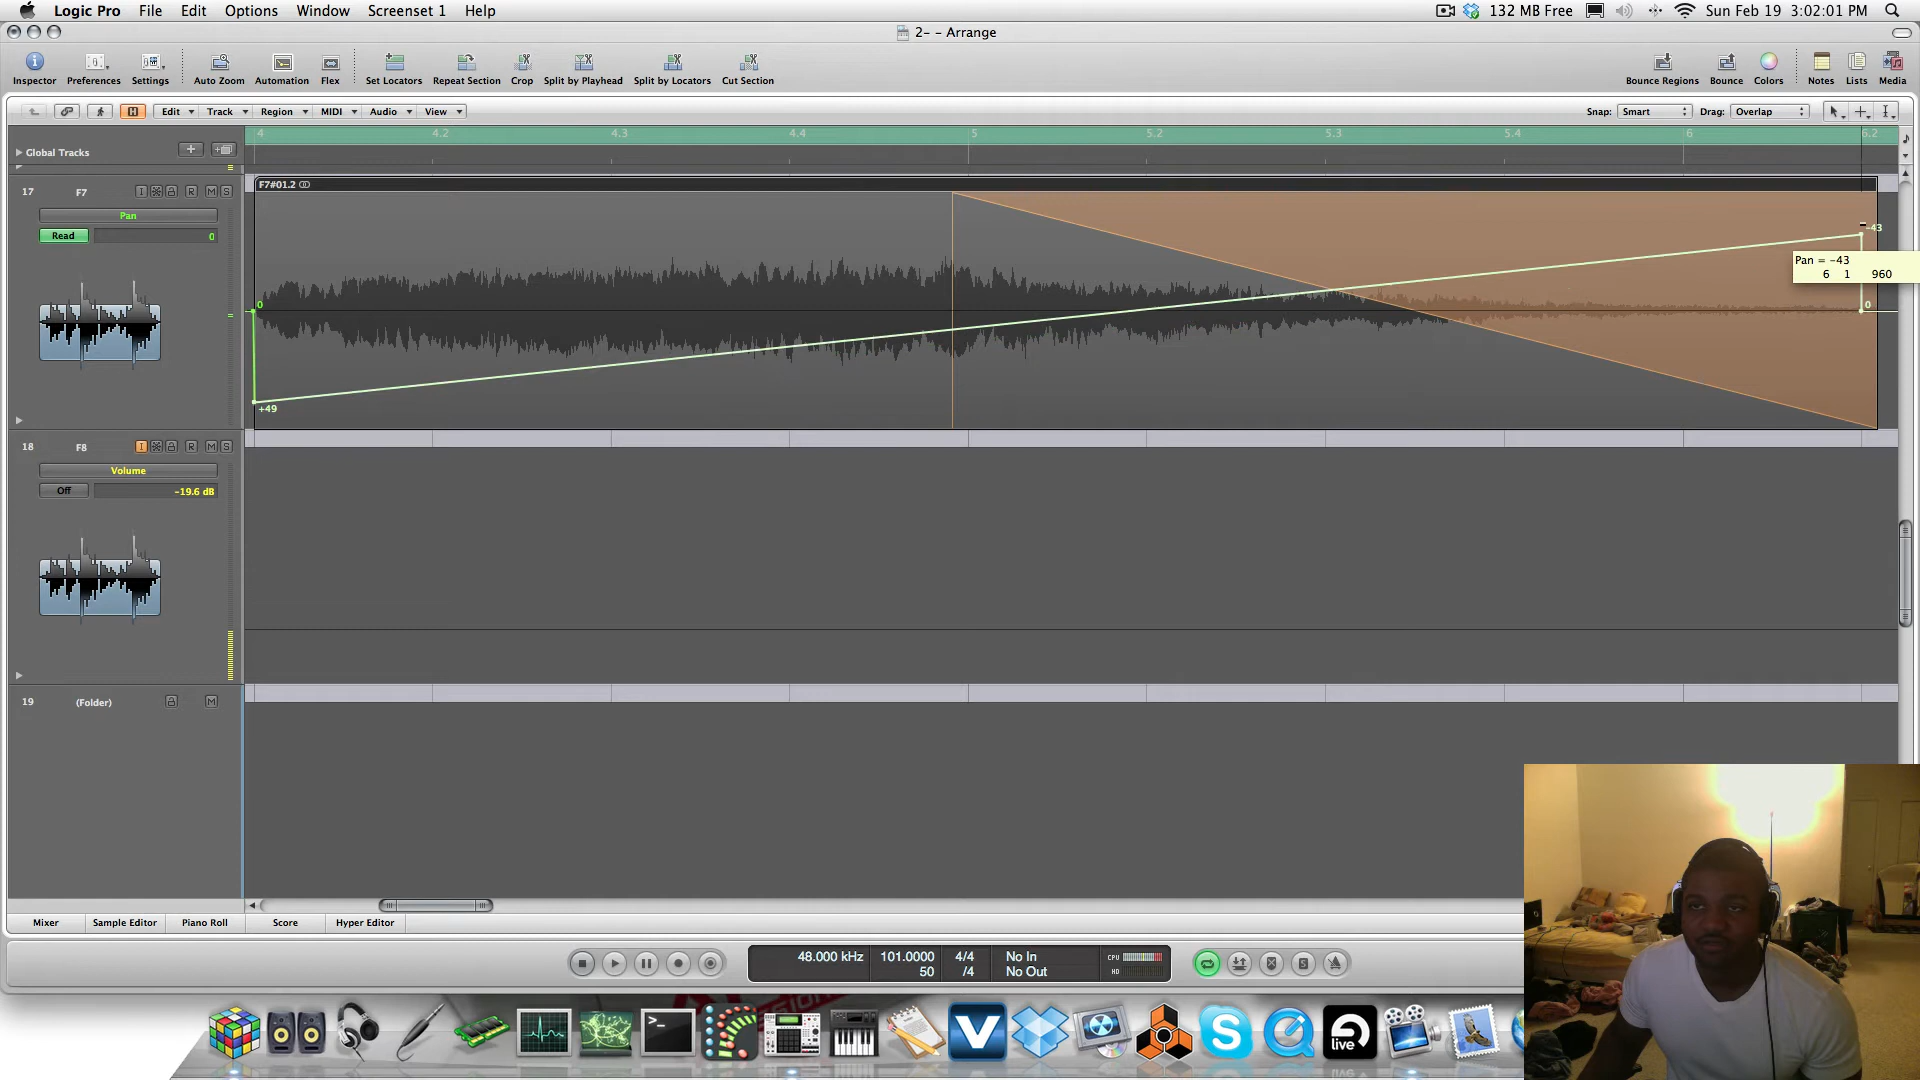 Logic Pro File Edit Options Window Screenset 1 Help 132 MB Free Sun Feb 19 3:02:01 PM
2- - Arrange
Inspector Preferences Settings Auto Zoom Automation Flex Set Locators Repeat Section Crop Split by Playhead Split by Locators Cut Section Bounce Regions Bounce Colors Notes Lists Media
Edit Track Region MIDI Audio View Snap: Smart Drag: Overlap
4 4.2 4.3 4.4 5 5.2 5.3 5.4 6 6.2
Global Tracks
F7#01.2
17 F7 I R M S
Pan
Read 0
-43
Pan = -43
6 1 960
0
0
+49
18 F8 I R M S
Volume
Off -19.6 dB
19 (Folder) M
Mixer Sample Editor Piano Roll Score Hyper Editor
48.000 kHz 101.0000 4/4 No In CPU
50 /4 No Out HD
live